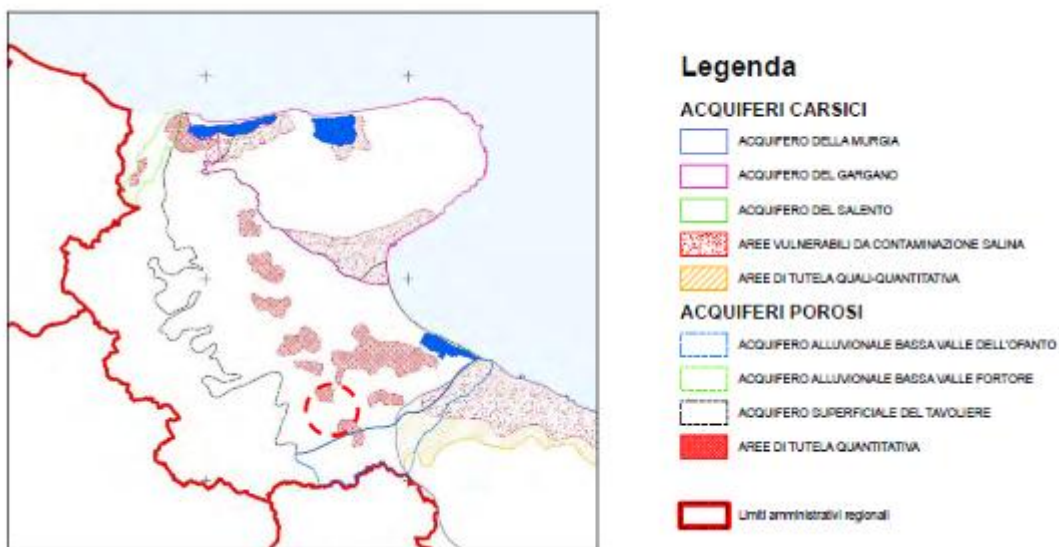 Legenda
ACQUIFERI CARSICI
ACQUIFERO DELLA MURGIA
ACQUIFERO DEL GARGANO
ACQUIFERO DEL SALENTO
AREE VULNERABILI DA CONTAMINAZIONE SALINA
AREE DI TUTELA QUALI-QUANTITATIVA
ACQUIFERI POROSI
ACQUIFERO ALLUVIONALE BASSA VALLE DELL'OFANTO
ACQUIFERO ALLUVIONALE BASSA VALLE FORTORE
ACQUIFERO SUPERFICIALE DEL TAVOLIERE
AREE DI TUTELA QUANTITATIVA
Limiti amministrativi regionali